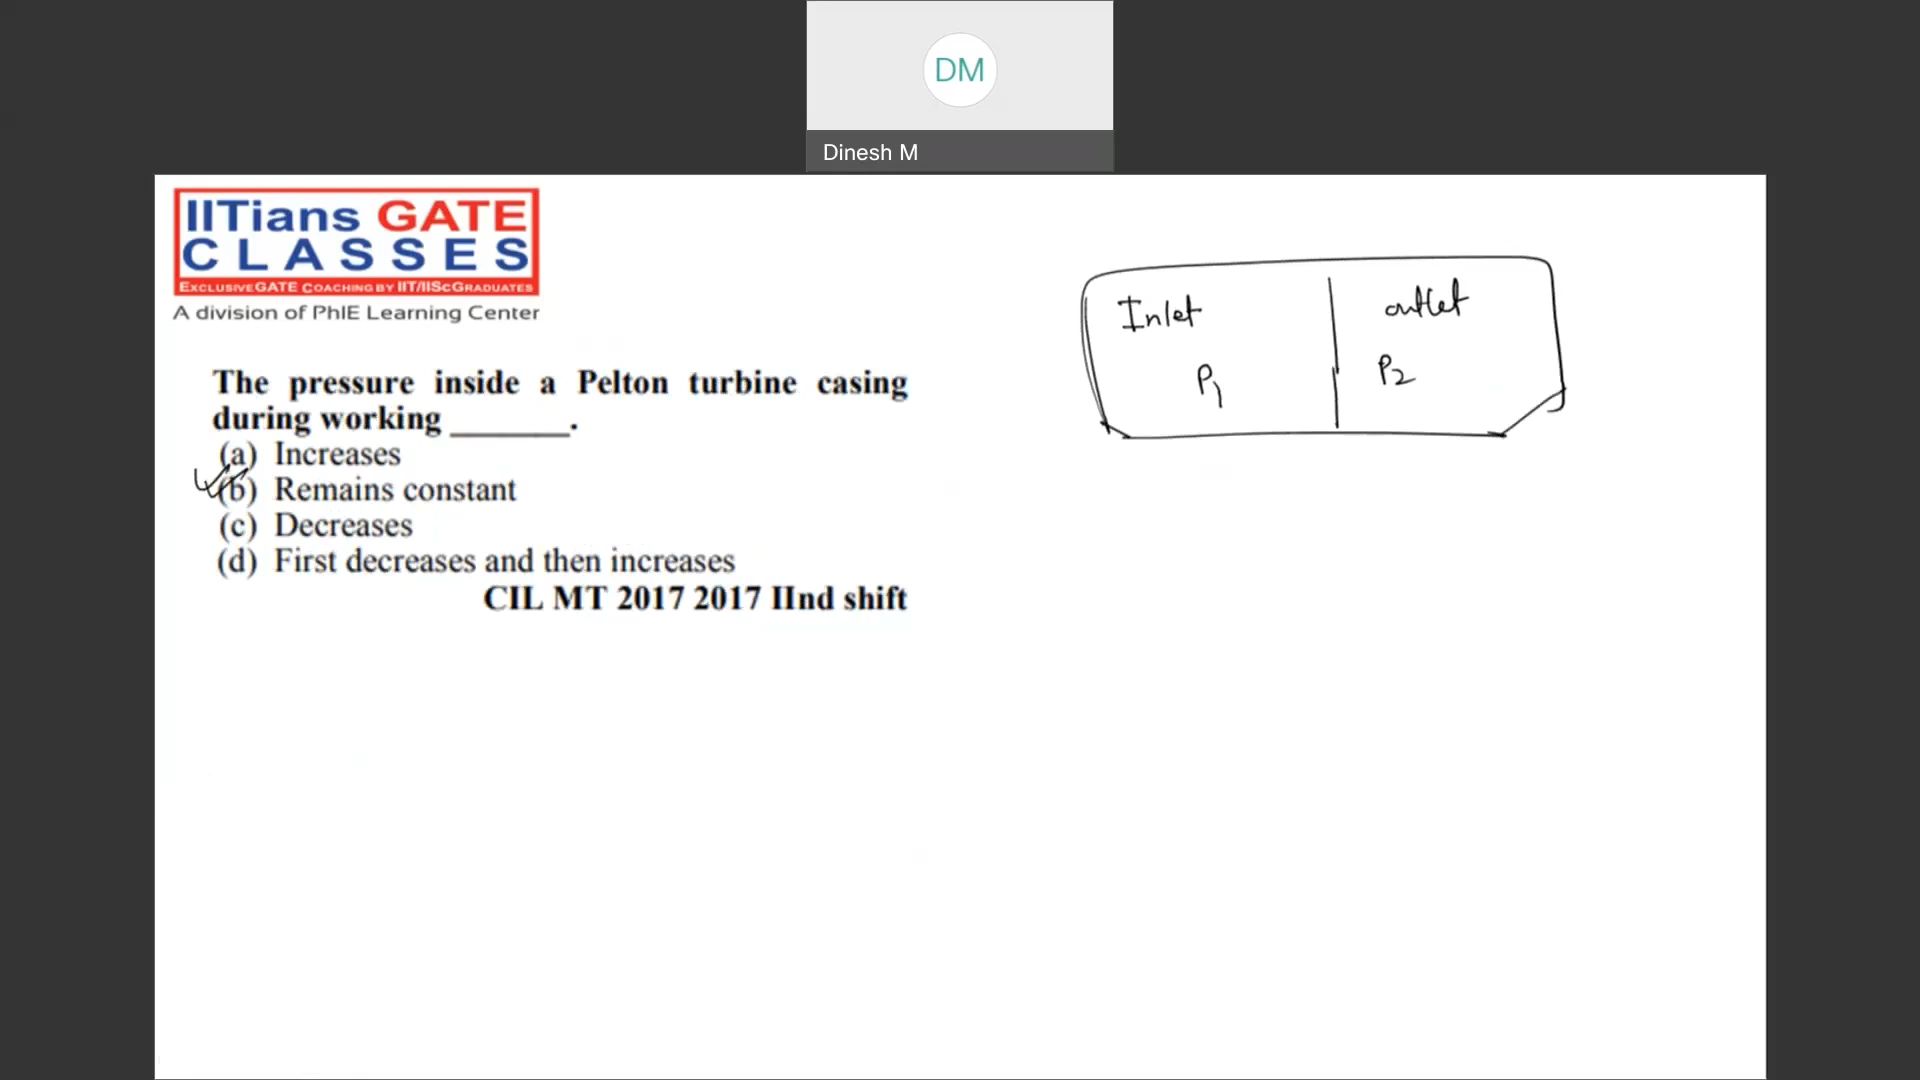 DM
Dinesh M
IITians GATE
CLASSES
EXCLUSIVE GATE COACHING BY IIT/IISc GRADUATES
A division of PhIE Learning Center
The pressure inside a Pelton turbine casing
during working _______.
(a) Increases
(b) Remains constant
(c) Decreases
(d) First decreases and then increases
CIL MT 2017 2017 IInd shift
Inlet outlet
P1 P2